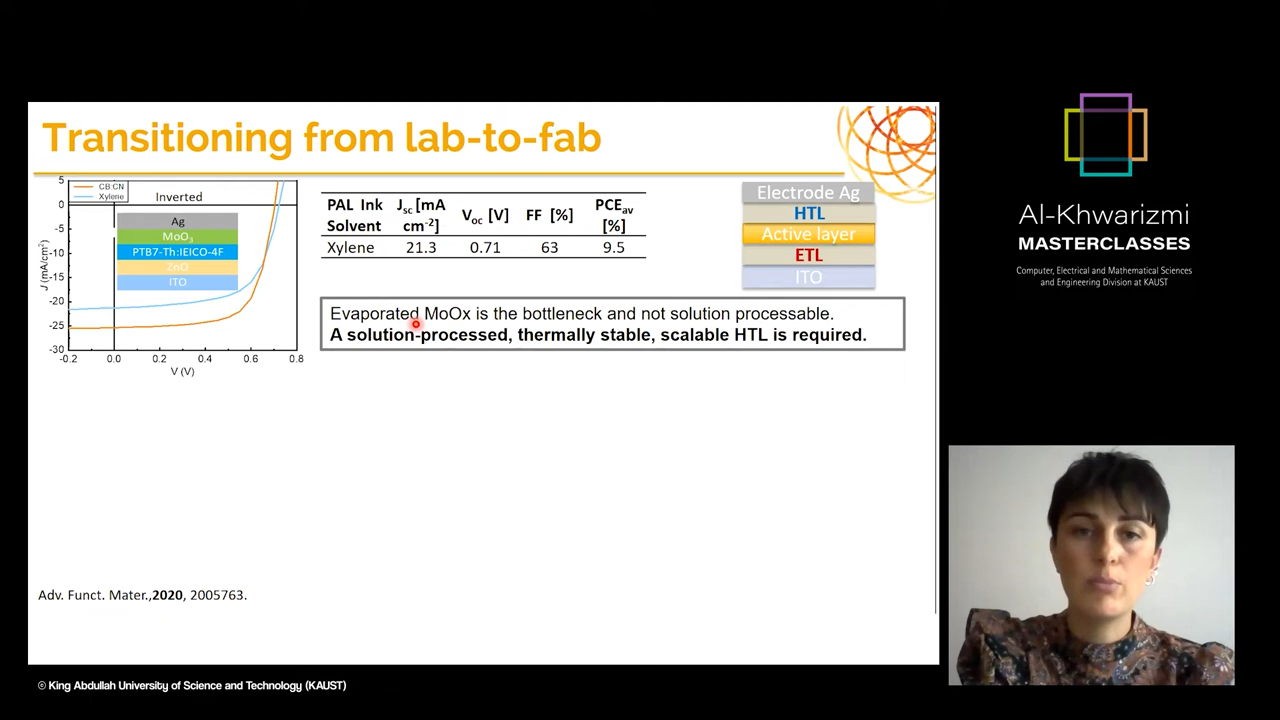 Transitioning from lab-to-fab
5
0
-5
-10
-15
-20
-25
-30
-0.2
0.0
0.2
0.4
0.6
0.8
J (mA/cm²)
V (V)
CB:CN
Xylene
Inverted
Ag
MoO3
PTB7-Th:IEICO-4F
ZnO
ITO
PAL Ink Solvent Jsc [mA cm-2] Voc [V] FF [%] PCEav [%]
Xylene 21.3 0.71 63 9.5
Electrode Ag
HTL
Active layer
ETL
ITO
Evaporated MoOx is the bottleneck and not solution processable.
A solution-processed, thermally stable, scalable HTL is required.
Adv. Funct. Mater.,2020, 2005763.
Al-Khwarizmi
MASTERCLASSES
Computer, Electrical and Mathematical Sciences
and Engineering Division at KAUST
© King Abdullah University of Science and Technology (KAUST)